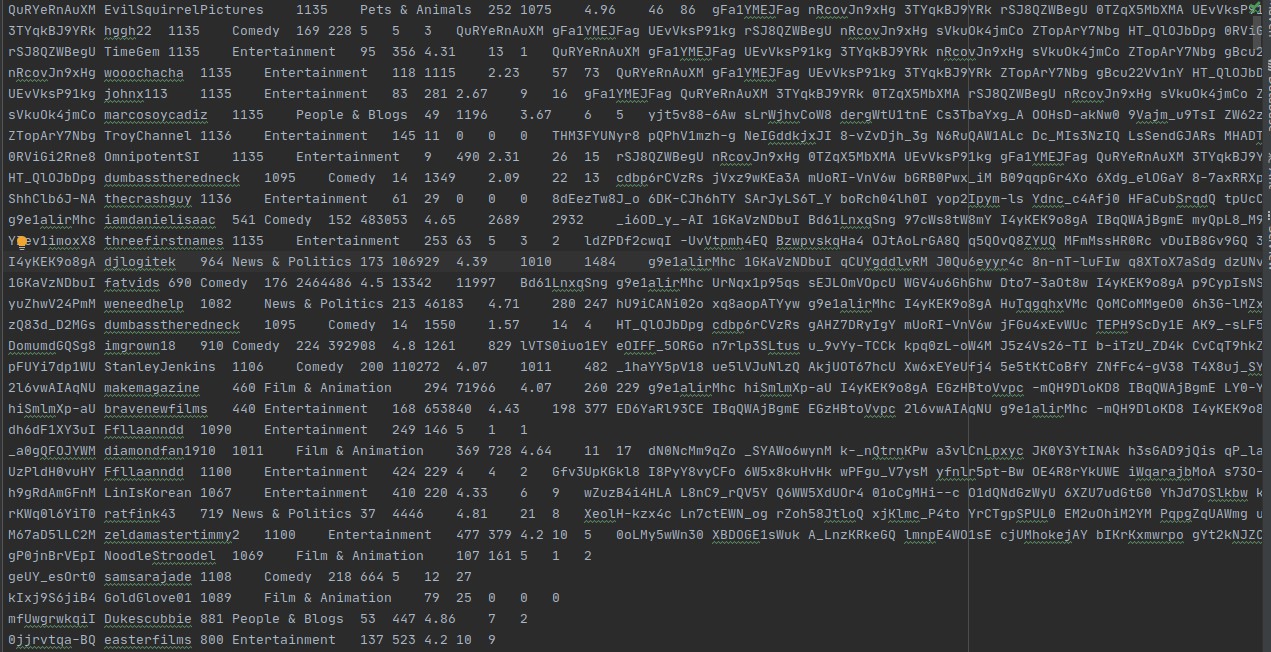 QuRYeRnAuXM EvilSquirrelPictures 1135 Pets & Animals 252 1075 4.96 46 86 gFa1YMEJFag nRcovJn9xHg 3TYqkBJ9YRk rSJ8QZWBegU 0TZqX5MbXMA UEvVksP91
3TYqkBJ9YRk hggh22 1135 Comedy 169 228 5 5 3 QuRYeRnAuXM gFa1YMEJFag UEvVksP91kg rSJ8QZWBegU nRcovJn9xHg sVkuOk4jmCo ZTopArY7Nbg HT_QlOJbDpg 0RViG
rSJ8QZWBegU TimeGem 1135 Entertainment 95 356 4.31 13 1 QuRYeRnAuXM gFa1YMEJFag UEvVksP91kg 3TYqkBJ9YRk nRcovJn9xHg sVkuOk4jmCo ZTopArY7Nbg gBcu2
nRcovJn9xHg wooochacha 1135 Entertainment 118 1115 2.23 57 73 QuRYeRnAuXM gFa1YMEJFag UEvVksP91kg 3TYqkBJ9YRk ZTopArY7Nbg gBcu22Vv1nY HT_QlOJbD
UEvVksP91kg johnx113 1135 Entertainment 83 281 2.67 9 16 gFa1YMEJFag QuRYeRnAuXM 3TYqkBJ9YRk 0TZqX5MbXMA rSJ8QZWBegU nRcovJn9xHg sVkuOk4jmCo Z
sVkuOk4jmCo marcosoycadiz 1135 People & Blogs 49 1196 3.67 6 5 yjt5v88-6Aw sLrWjhvCoW8 dergWtU1tnE Cs3TbaYxg_A OOHsD-akNw0 9Vajm_u9TsI ZW62z
ZTopArY7Nbg TroyChannel 1136 Entertainment 145 11 0 0 0 THM3FYUNyr8 pQPhV1mzh-g NeIGddkjxJI 8-vZvDjh_3g N6RuQAW1ALc Dc_MIs3NzIQ LsSendGJARs MHADT
0RViGi2Rne8 OmnipotentSI 1135 Entertainment 9 490 2.31 26 15 rSJ8QZWBegU nRcovJn9xHg 0TZqX5MbXMA UEvVksP91kg gFa1YMEJFag QuRYeRnAuXM 3TYqkBJ9Y
HT_QlOJbDpg dumbasstheredneck 1095 Comedy 14 1349 2.09 22 13 cdbp6rCVzRs jVxz9wKEa3A mUoRI-VnV6w bGRB0Pwx_iM B09qqpGr4Xo 6Xdg_elOGaY 8-7axRRXp
ShhClb6J-NA thecrashguy 1136 Entertainment 61 29 0 0 0 8dEezTw8J_o 6DK-CJh6hTY SArJyLS6T_Y boRch04lh0I yop2Ipym-ls Ydnc_c4Afj0 HFaCubSrqdQ tpUcO
g9e1alirMhc iamdanielisaac 541 Comedy 152 483053 4.65 2689 2932 _i6OD_y_-AI 1GKaVzNDbuI Bd61LnxqSng 97cWs8tW8mY I4yKEK9o8gA IBqQWAjBgmE myQpL8_M9
threefirstnames 1135 Entertainment 253 63 5 3 2 ldZPDf2cwqI -UvVtpmh4EQ BzwpvskqHa4 OJtAoLrGA8Q q5QOvQ8ZYUQ MFmMssHR0Rc vDuIB8Gv9GQ 3
I4yKEK9o8gA djlogitek 964 News & Politics 173 106929 4.39 1010 1484 g9e1alirMhc 1GKaVzNDbuI qCUYgddlvRM J0Qu6eyyr4c 8n-nT-luFIw q8XToX7aSdg dzUNv
1GKaVzNDbuI fatvids 690 Comedy 176 2464486 4.5 13342 11997 Bd61LnxqSng g9e1alirMhc UrNqx1p95qs sEJLOmVOpcU WGV4u6GhGhw Dto7-3aOt8w I4yKEK9o8gA p9CypIsNS
yuZhwV24PmM weneedhelp 1082 News & Politics 213 46183 4.71 280 247 hU9iCANi02o xq8aopATYyw g9e1alirMhc I4yKEK9o8gA HuTqgqhxVMc QoMCoMMgeO0 6h3G-lMZx
zQ83d_D2MGs dumbasstheredneck 1095 Comedy 14 1550 1.57 14 4 HT_QlOJbDpg cdbp6rCVzRs gAHZ7DRyIgY mUoRI-VnV6w jFGu4xEvWUc TEPH9ScDy1E AK9_-sLF5
DomumdGQSg8 imgrown18 910 Comedy 224 392908 4.8 1261 829 lVTS0iuo1EY eOIFF_5ORGo n7rlp3SLtus u_9vYy-TCCk kpq0zL-oW4M J5z4Vs26-TI b-iTzU_ZD4k CvCqT9hkZ
pFUYi7dp1WU StanleyJenkins 1106 Comedy 200 110272 4.07 1011 482 _1haYY5pV18 ue5lVJuNlzQ AkjUOT67hcU Xw6xEYeUfj4 5e5tKtCoBfY ZNfFc4-gV38 T4X8uj_SY
2l6vwAIAqNU makemagazine 460 Film & Animation 294 71966 4.07 260 229 g9e1alirMhc hiSmlmXp-aU I4yKEK9o8gA EGzHBtoVvpc -mQH9DloKD8 IBqQWAjBgmE LY0-Y
hiSmlmXp-aU bravenewfilms 440 Entertainment 168 653840 4.43 198 377 ED6YaRl93CE IBqQWAjBgmE EGzHBtoVvpc 2l6vwAIAqNU g9e1alirMhc -mQH9DloKD8 I4yKEK9o8
dh6dF1XY3uI Ffllaanndd 1090 Entertainment 249 146 5 1 1
_a0gQFOJYWM diamondfan1910 1011 Film & Animation 369 728 4.64 11 17 dN0NcMm9qZo _SYAWo6wynM k-_nQtrnKPw a3vlCnLpxyc JK0Y3YtINAk h3sGAD9jQis qP_la
UzPldH0vuHY Ffllaanndd 1100 Entertainment 424 229 4 4 2 Gfv3UpKGkl8 I8PyY8vyCFo 6W5x8kuHvHk wPFgu_V7ysM yfnlr5pt-Bw OE4R8rYkUWE iWqarajbMoA s73O-
h9gRdAmGFnM LinIsKorean 1067 Entertainment 410 220 4.33 6 9 wZuzB4i4HLA L8nC9_rQV5Y Q6WW5XdUOr4 01oCgMHi--c O1dQNdGzWyU 6XZU7udGtG0 YhJd7OSlkbw k
rKWq0l6YiT0 ratfink43 719 News & Politics 37 4446 4.81 21 8 XeolH-kzx4c Ln7ctEWN_og rZoh58JtloQ xjKlmc_P4to YrCTgpSPUL0 EM2uOhiM2YM PqpgZqUAWmg u
M67aD5lLC2M zeldamastertimmy2 1100 Entertainment 477 379 4.2 10 5 0oLMy5wWn30 XBDOGE1sWuk A_LnzKRkeGQ lmnpE4WO1sE cjUMhokejAY bIKrKxmwrpo gYt2kNJZC
gP0jnBrVEpI NoodleStroodel 1069 Film & Animation 107 161 5 1 2
geUY_esOrt0 samsarajade 1108 Comedy 218 664 5 12 27
kIxj9S6jiB4 GoldGlove01 1089 Film & Animation 79 25 0 0 0
mfUwgrwkqiI Dukescubbie 881 People & Blogs 53 447 4.86 7 2
0jjrvtqa-BQ easterfilms 800 Entertainment 137 523 4.2 10 9